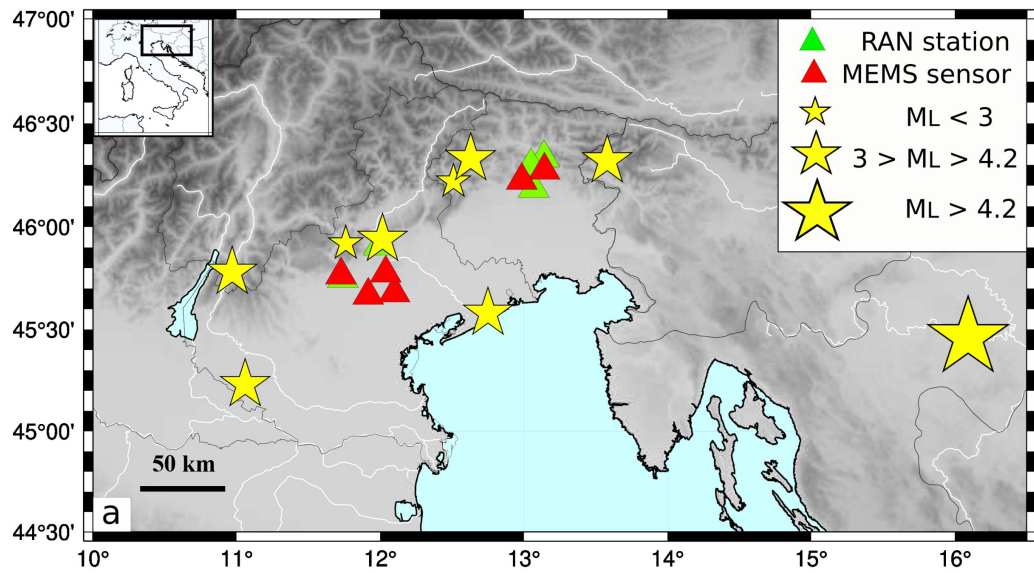 47°00'
46°30'
46°00'
45°30'
45°00'
44°30'
RAN station
MEMS sensor
ML < 3
3 > ML > 4.2
ML > 4.2
50 km
a
10° 11° 12° 13° 14° 15° 16°